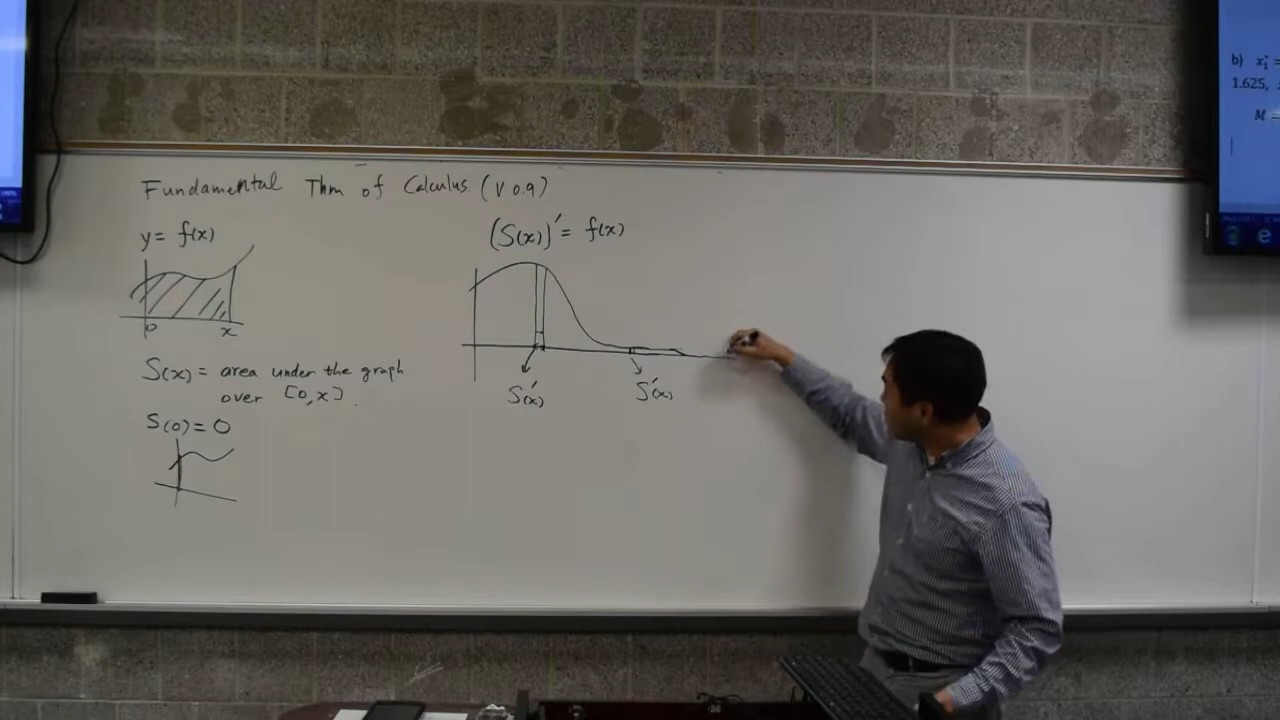 Fundamental Thm of Calculus (V 0.9)
y = f(x)
0 x
S(x) = area under the graph
over [0,x].
S(0) = 0
(S(x))' = f(x)
S'(x) S'(x)
b) x₁* =
1.625,
M =